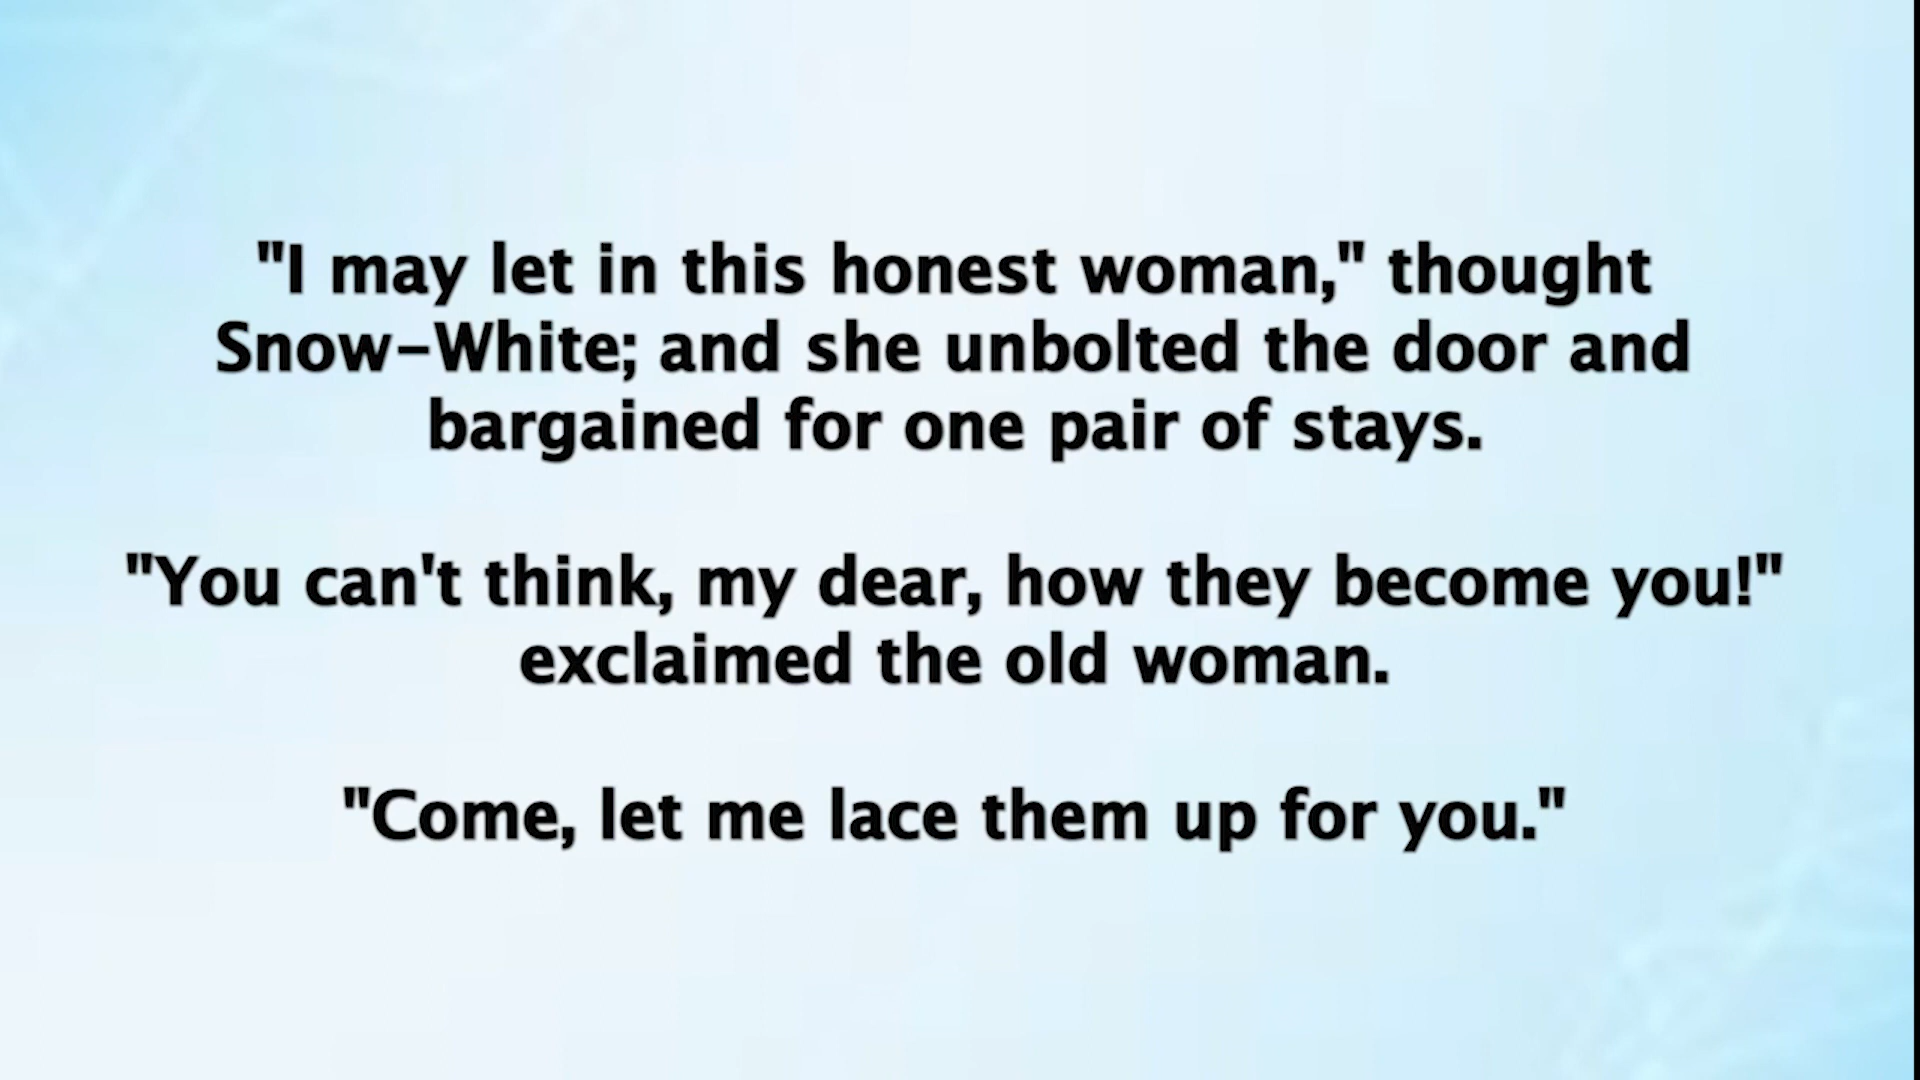 "I may let in this honest woman," thought
Snow-White; and she unbolted the door and
bargained for one pair of stays.
"You can't think, my dear, how they become you!"
exclaimed the old woman.
"Come, let me lace them up for you."